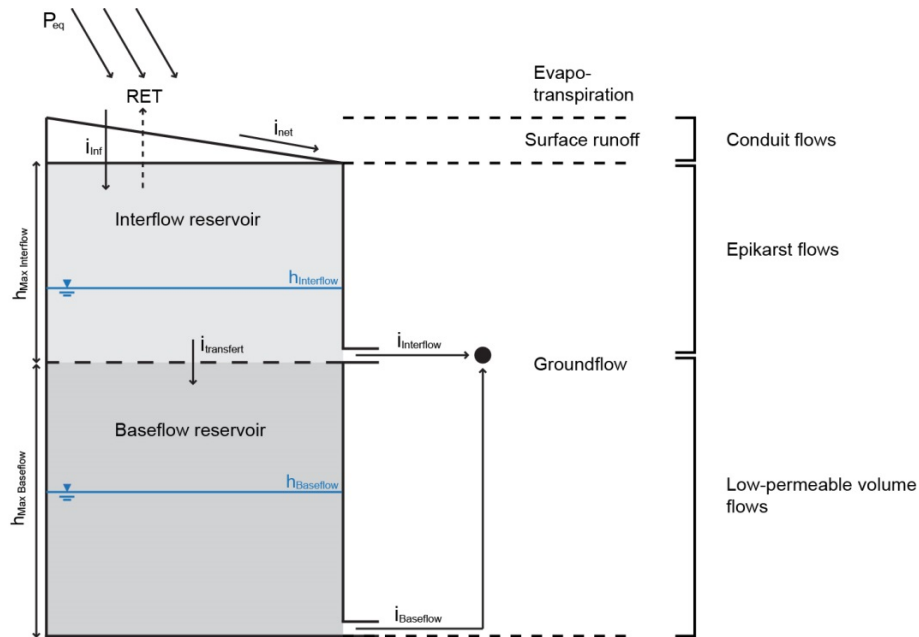 Peq
RET
Evapo-
transpiration
inet
Surface runoff
Conduit flows
iInf
Interflow reservoir
hMax Interflow
hInterflow
Epikarst flows
itransfert
iInterflow
Groundflow
Baseflow reservoir
hMax Baseflow
hBaseflow
Low-permeable volume
flows
iBaseflow